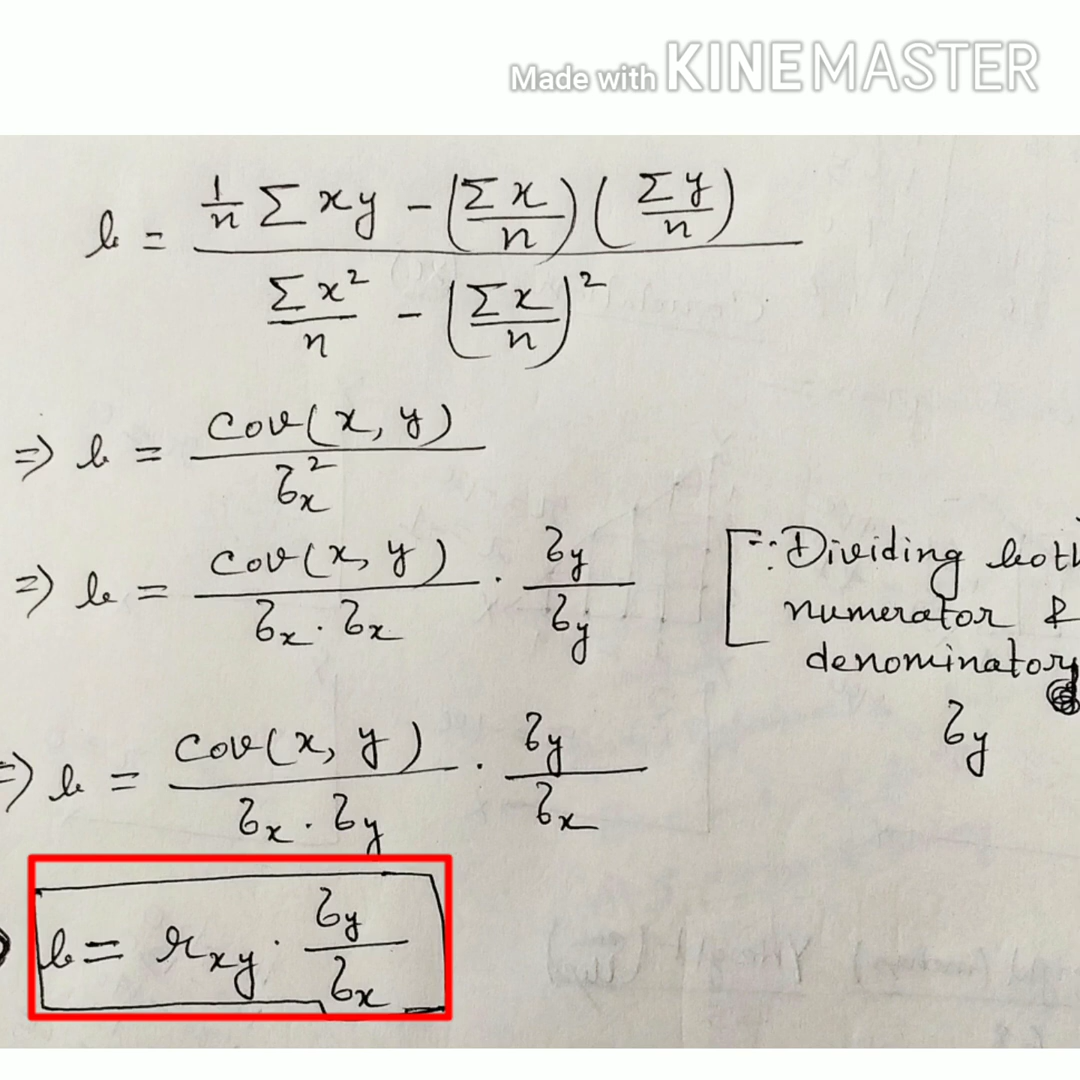 Made with KINEMASTER
b = (1/n Σxy - (Σx/n)(Σy/n)) / (Σx²/n - (Σx/n)²)
⇒ b = Cov(x, y) / σx²
⇒ b = Cov(x, y) / (σx . σx) . σy/σy [∵ Dividing both
numerator &
denominator by
σy
⇒ b = Cov(x, y) / (σx . σy) . σy/σx
b = rxy . σy/σx